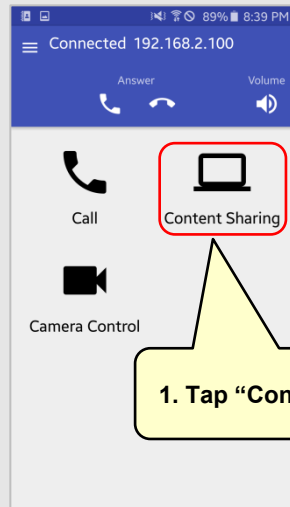 89% 8:39 PM
Connected 192.168.2.100
Answer Volume
Call Content Sharing
Camera Control
1. Tap “Con